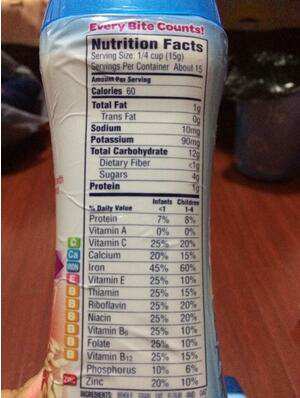 Every Bite Counts!
Nutrition Facts
Serving Size: 1/4 cup (15g)
Servings Per Container About 15
Amount Per Serving
Calories 60
Total Fat 1g
Trans Fat 0g
Sodium 10mg
Potassium 90mg
Total Carbohydrate 12g
Dietary Fiber <1g
Sugars 4g
Protein 1g
Infants Children
% Daily Value <1 1-4
Protein 7% 8%
Vitamin A 0% 0%
C Vitamin C 25% 20%
Ca Calcium 20% 15%
IRON Iron 45% 60%
E Vitamin E 25% 10%
B Thiamin 25% 15%
B Riboflavin 25% 20%
B Niacin 25% 20%
B Vitamin B6 25% 10%
B Folate 25% 10%
B Vitamin B12 25% 15%
Phosphorus 10% 6%
Zinc 20% 10%
INGREDIENTS: WHOLE